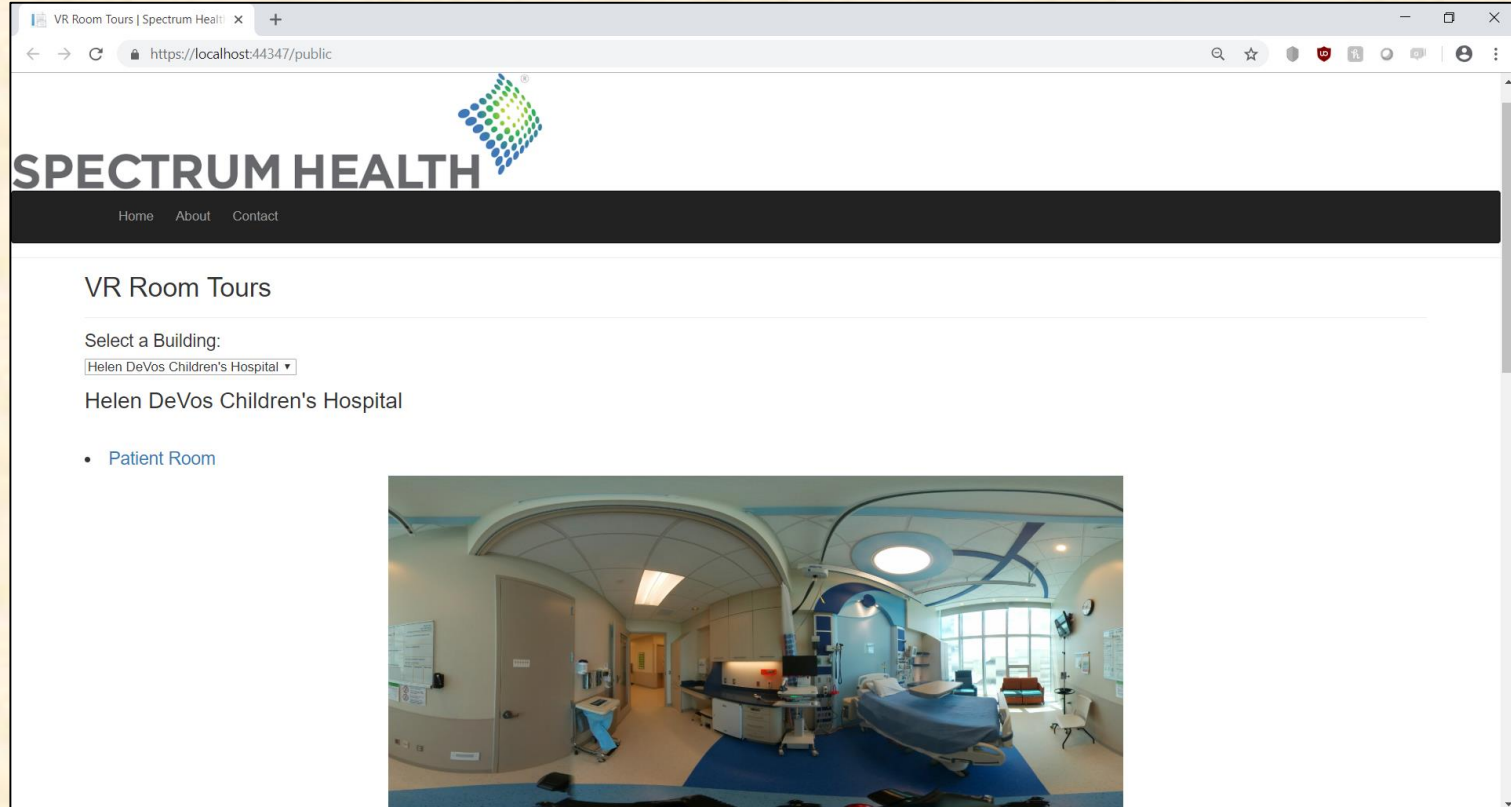 VR Room Tours | Spectrum Healt
https://localhost:44347/public
SPECTRUM HEALTH®
Home About Contact
VR Room Tours
Select a Building:
Helen DeVos Children's Hospital
Helen DeVos Children's Hospital
• Patient Room